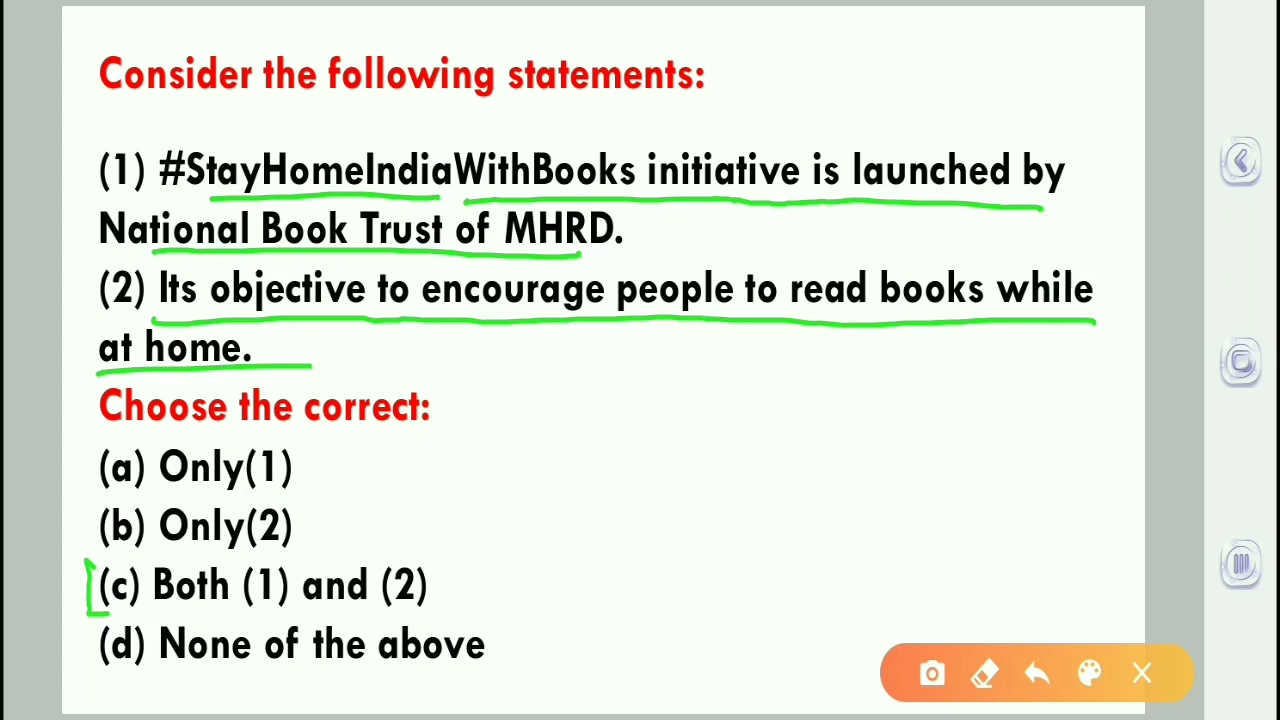 Consider the following statements:
(1) #StayHomeIndiaWithBooks initiative is launched by
National Book Trust of MHRD.
(2) Its objective to encourage people to read books while
at home.
Choose the correct:
(a) Only(1)
(b) Only(2)
(c) Both (1) and (2)
(d) None of the above